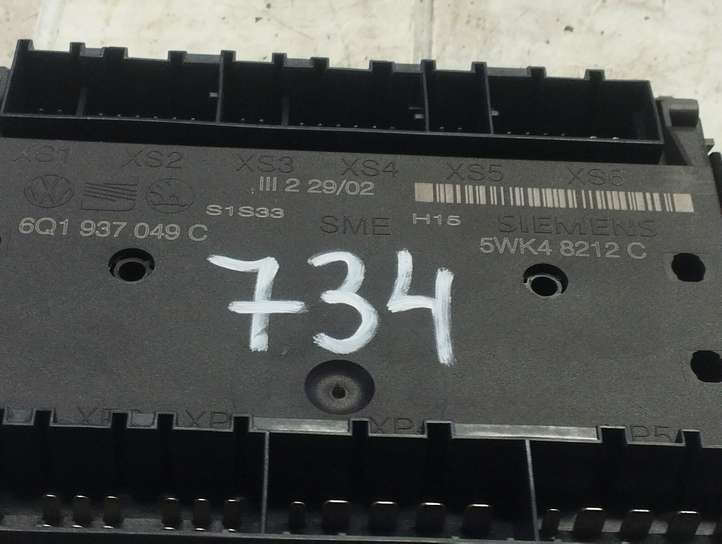 XS1 XS2 XS3 XS4 XS5 XS6
III 2 29/02
6Q1 937 049 C
S1S33
SME
H15
SIEMENS
5WK4 8212 C
734